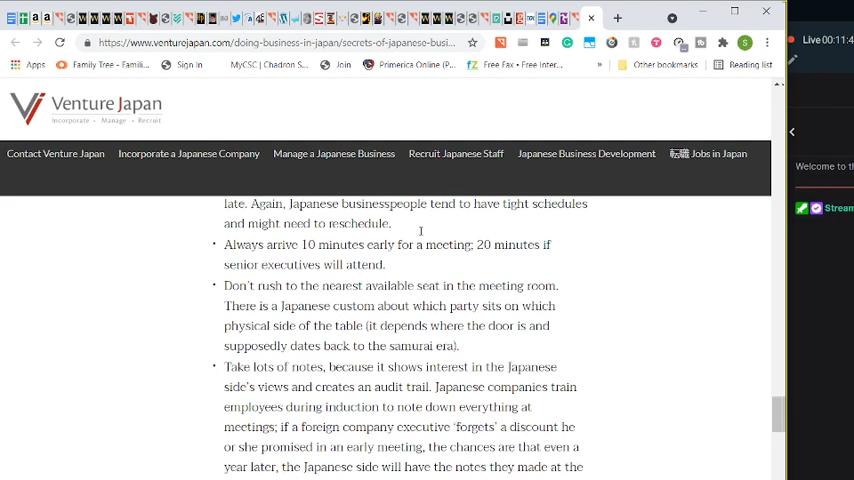 Live 00:11:4
https://www.venturejapan.com/doing-business-in-japan/secrets-of-japanese-busi...
S
Apps
Family Tree – Famil...
Sign In
MyCSC | Chadron S...
Join
Primerica Online (P...
Free Fax • Free Inter...
»
Other bookmarks
Reading list
Venture Japan
Incorporate • Manage • Recruit
Contact Venture Japan
Incorporate a Japanese Company
Manage a Japanese Business
Recruit Japanese Staff
Japanese Business Development
転職 Jobs in Japan
late. Again, Japanese businesspeople tend to have tight schedules
and might need to reschedule.
• Always arrive 10 minutes early for a meeting; 20 minutes if
senior executives will attend.
• Don't rush to the nearest available seat in the meeting room.
There is a Japanese custom about which party sits on which
physical side of the table (it depends where the door is and
supposedly dates back to the samurai era).
• Take lots of notes, because it shows interest in the Japanese
side's views and creates an audit trail. Japanese companies train
employees during induction to note down everything at
meetings; if a foreign company executive 'forgets' a discount he
or she promised in an early meeting, the chances are that even a
year later, the Japanese side will have the notes they made at the
Welcome to th
Stream